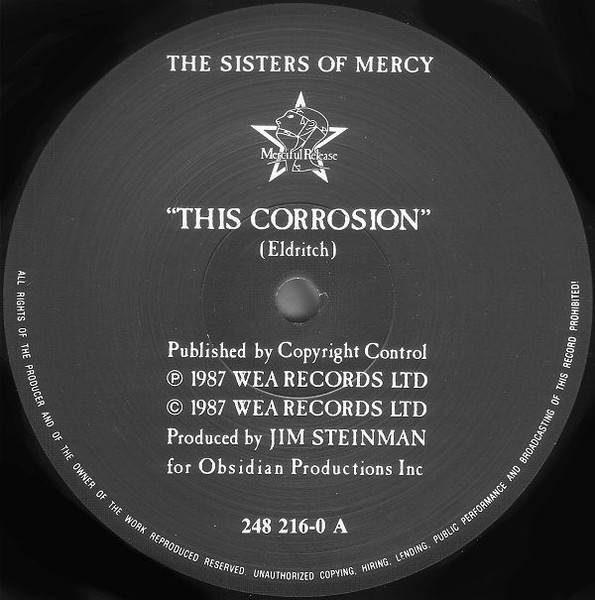 THE SISTERS OF MERCY
Merciful Release
"THIS CORROSION"
(Eldritch)
Published by Copyright Control
Ⓟ 1987 WEA RECORDS LTD
© 1987 WEA RECORDS LTD
Produced by JIM STEINMAN
for Obsidian Productions Inc
248 216-0 A
ALL RIGHTS OF THE PRODUCER AND OF THE OWNER OF THE WORK REPRODUCED RESERVED. UNAUTHORIZED COPYING, HIRING, LENDING, PUBLIC PERFORMANCE AND BROADCASTING OF THIS RECORD PROHIBITED!